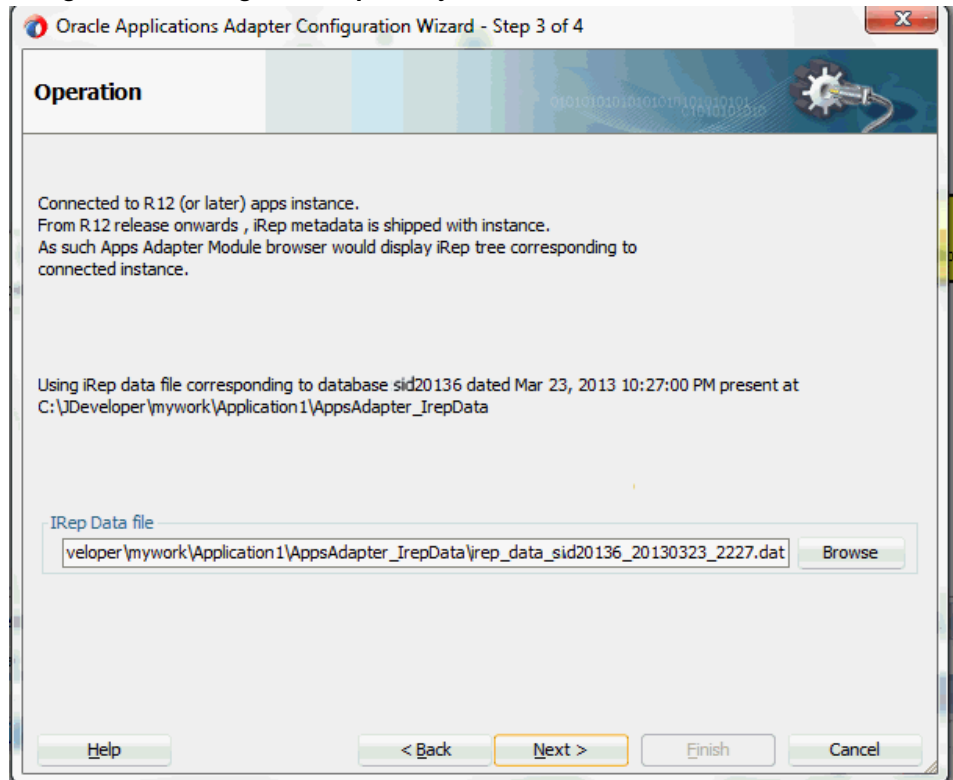 Oracle Applications Adapter Configuration Wizard - Step 3 of 4
Operation
Connected to R12 (or later) apps instance.
From R12 release onwards , iRep metadata is shipped with instance.
As such Apps Adapter Module browser would display iRep tree corresponding to
connected instance.
Using iRep data file corresponding to database sid20136 dated Mar 23, 2013 10:27:00 PM present at
C:\JDeveloper\mywork\Application1\AppsAdapter_IrepData
IRep Data file
veloper\mywork\Application1\AppsAdapter_IrepData\irep_data_sid20136_20130323_2227.dat Browse
Help < Back Next > Finish Cancel